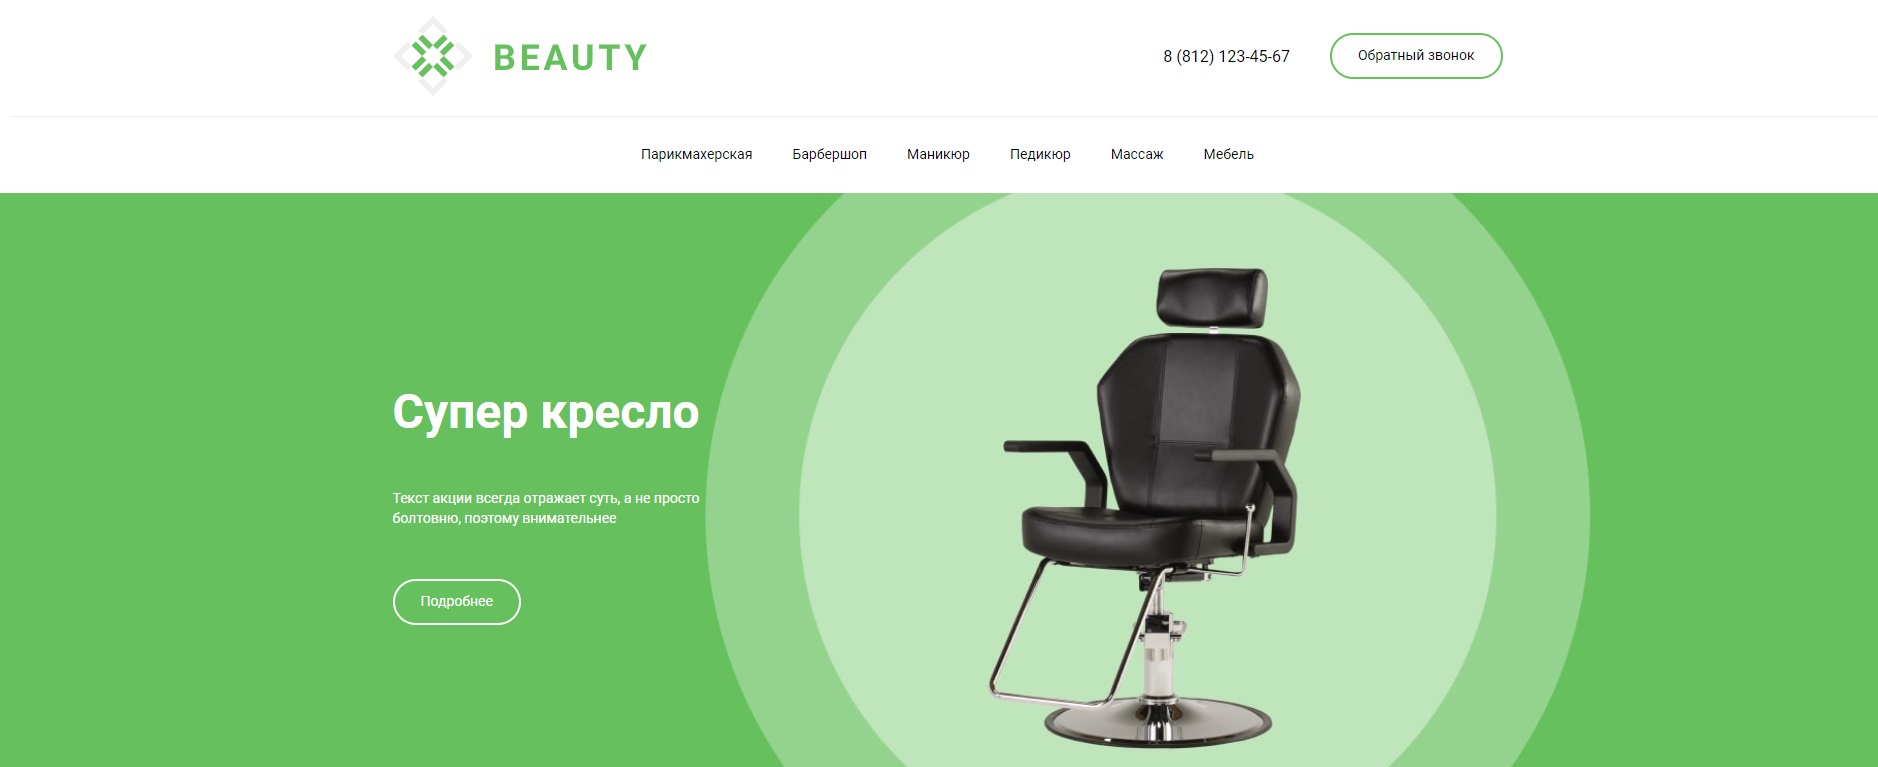 BEAUTY
8 (812) 123-45-67
Обратный звонок
Парикмахерская Барбершоп Маникюр Педикюр Массаж Мебель
Супер кресло
Текст акции всегда отражает суть, а не просто
болтовню, поэтому внимательнее
Подробнее